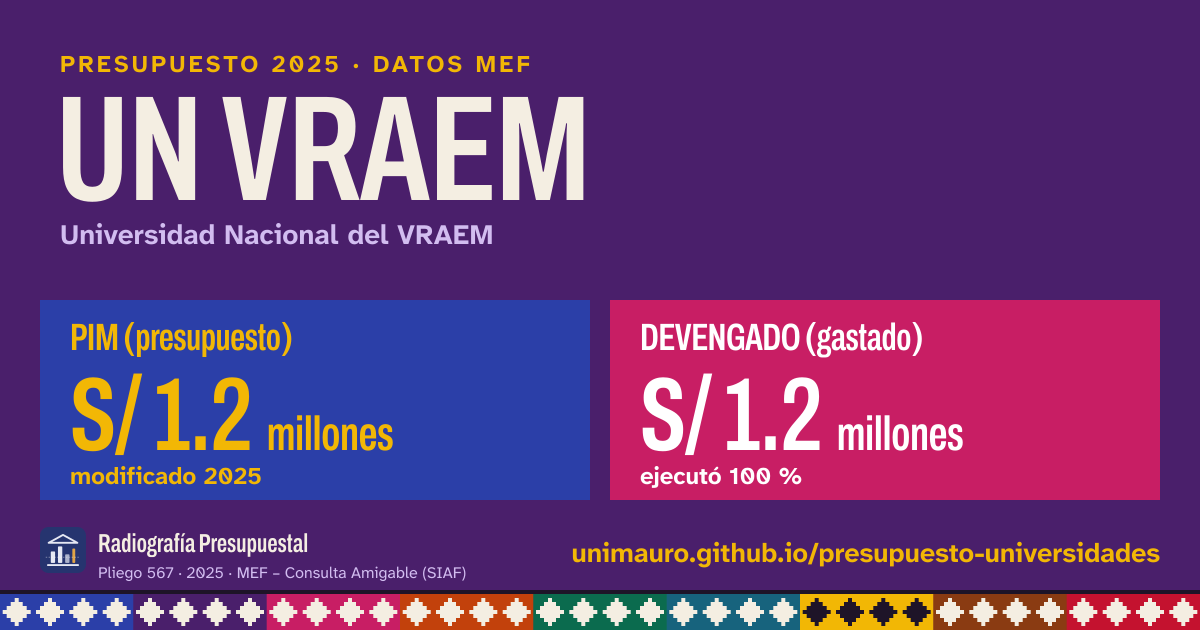 PRESUPUESTO 2025 · DATOS MEF
UN VRAEM
Universidad Nacional del VRAEM
PIM (presupuesto)
S/ 1.2 millones
modificado 2025
DEVENGADO (gastado)
S/ 1.2 millones
ejecutó 100 %
Radiografía Presupuestal
Pliego 567 · 2025 · MEF – Consulta Amigable (SIAF)
unimauro.github.io/presupuesto-universidades